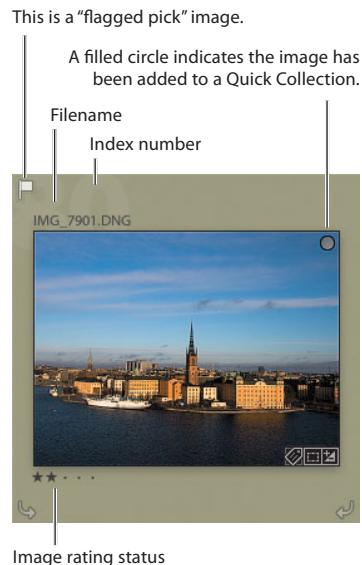 This is a “flagged pick” image.
A filled circle indicates the image has
been added to a Quick Collection.
Filename
Index number
IMG_7901.DNG
Image rating status